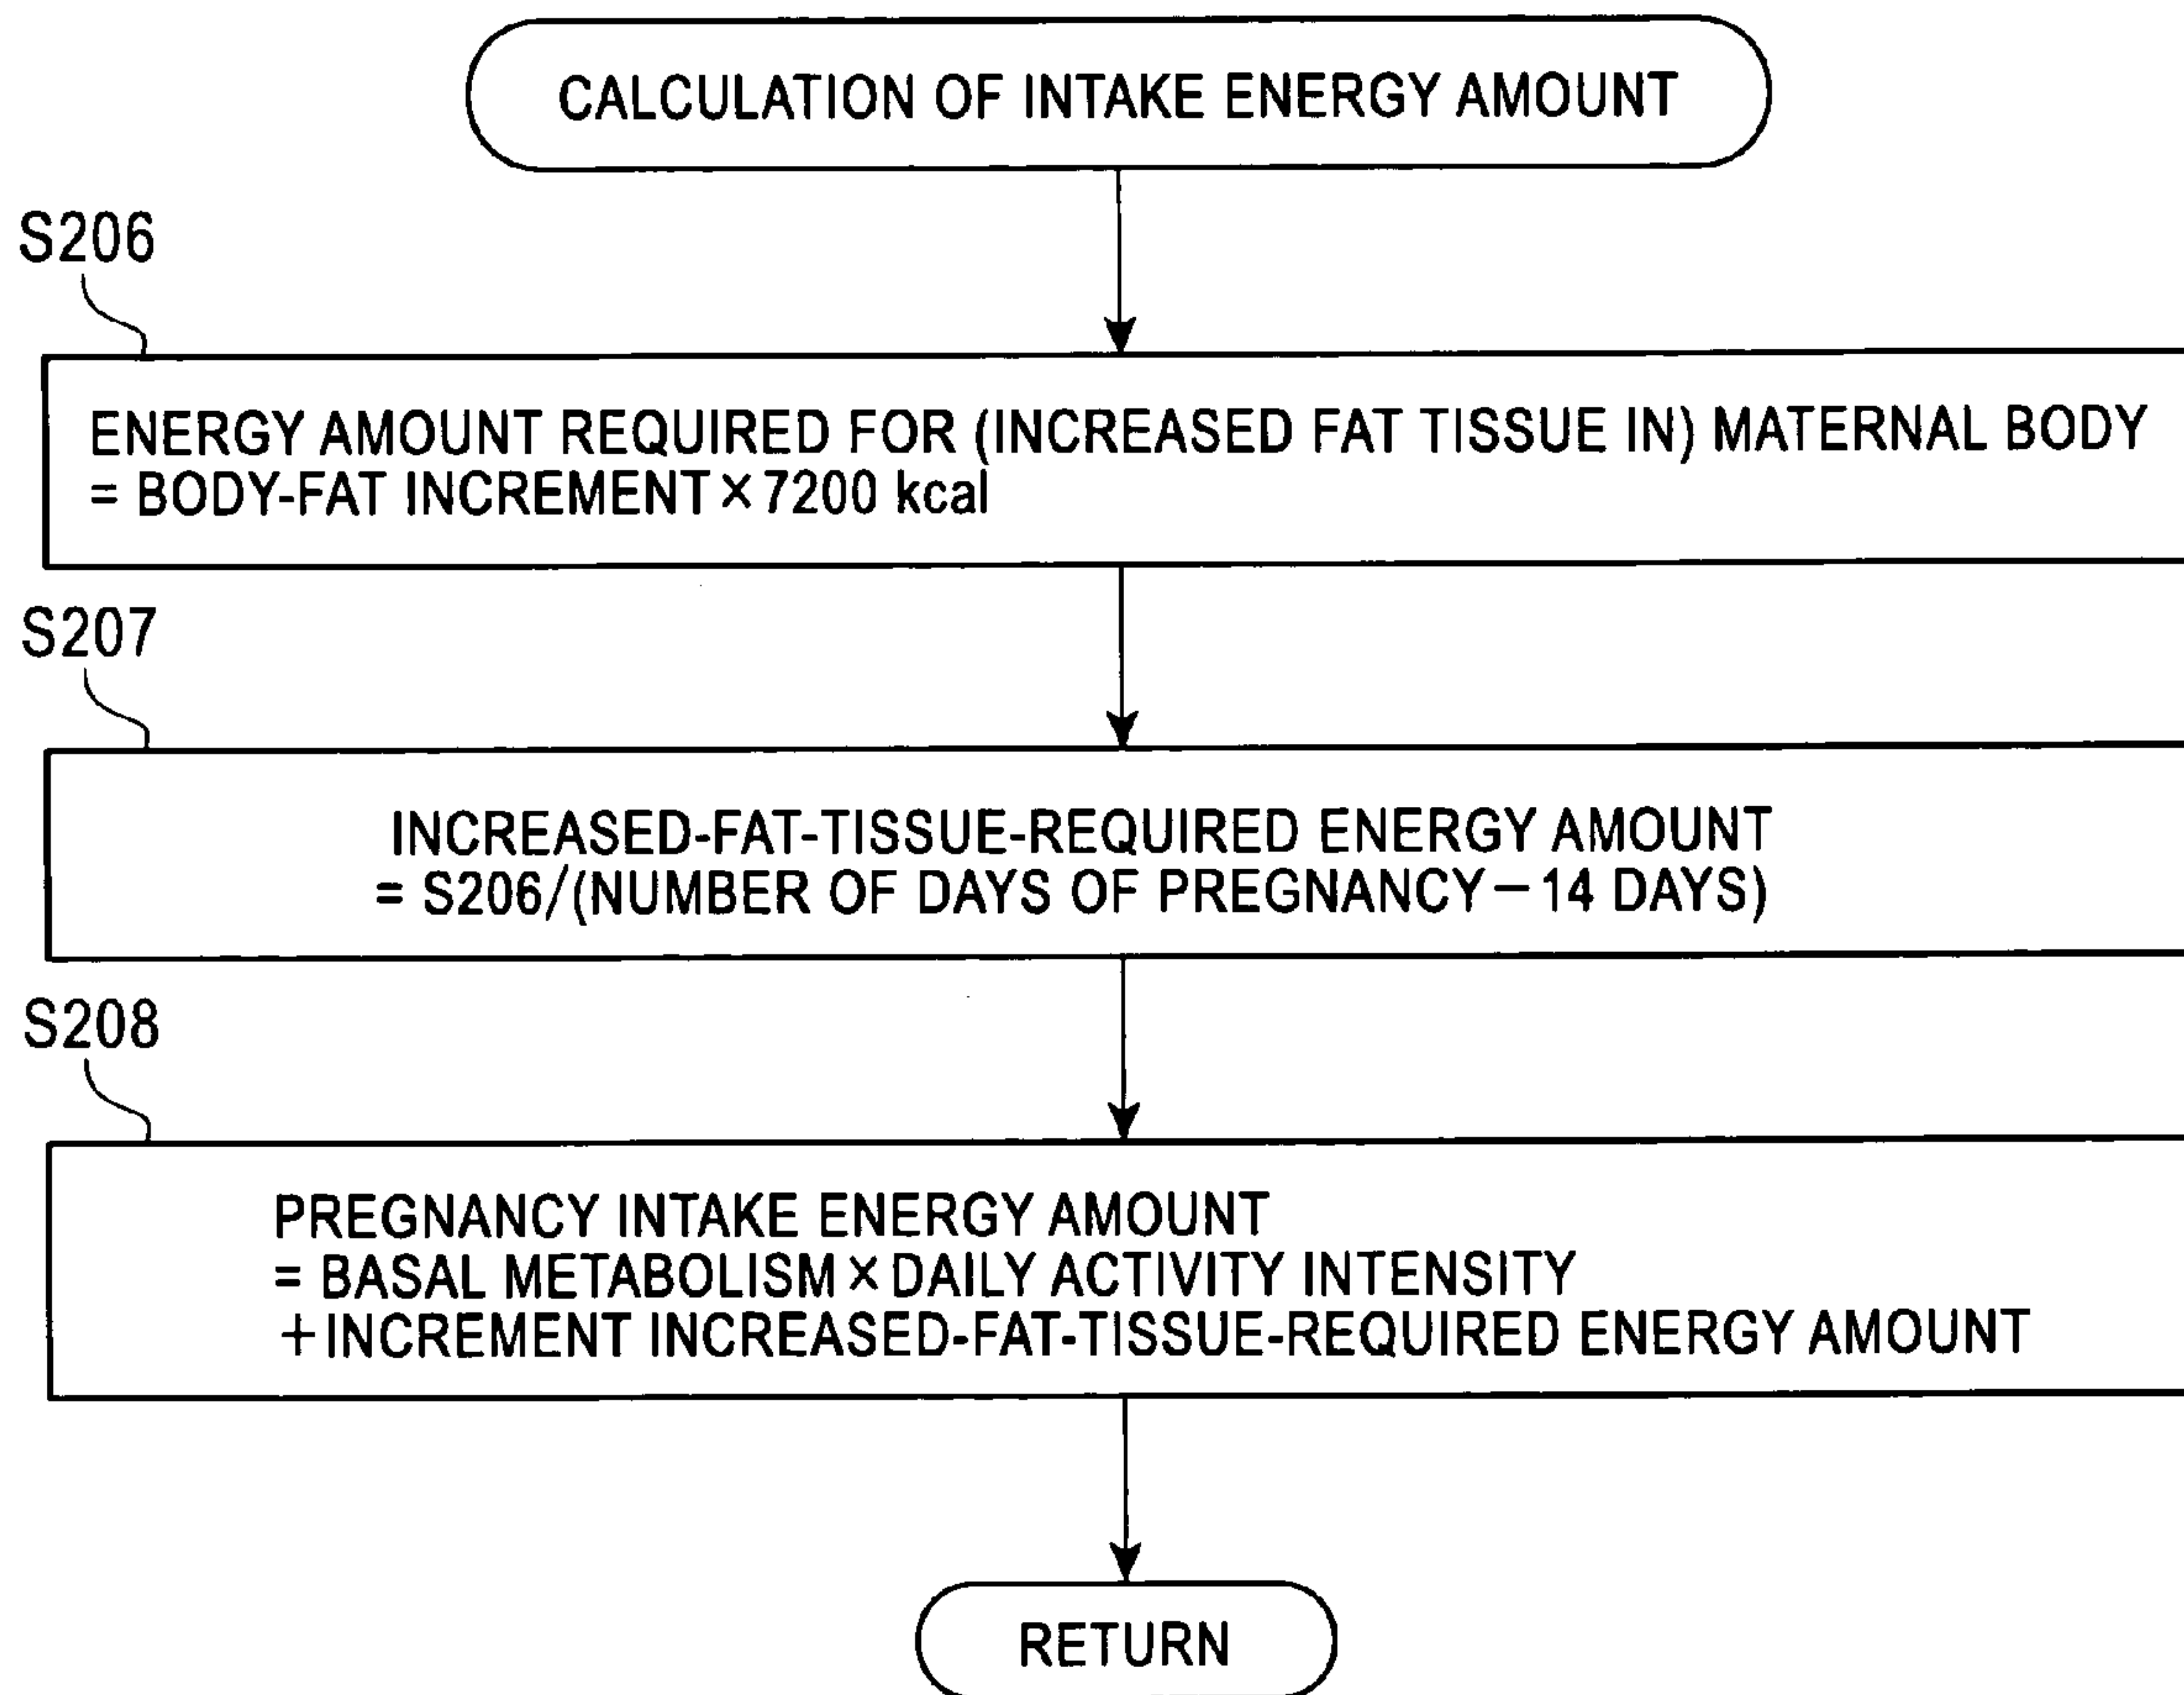 CALCULATION OF INTAKE ENERGY AMOUNT
S206
ENERGY AMOUNT REQUIRED FOR (INCREASED FAT TISSUE IN) MATERNAL BODY
= BODY-FAT INCREMENT × 7200 kcal
S207
INCREASED-FAT-TISSUE-REQUIRED ENERGY AMOUNT
= S206/(NUMBER OF DAYS OF PREGNANCY－14 DAYS)
S208
PREGNANCY INTAKE ENERGY AMOUNT
= BASAL METABOLISM × DAILY ACTIVITY INTENSITY
+ INCREMENT INCREASED-FAT-TISSUE-REQUIRED ENERGY AMOUNT
RETURN